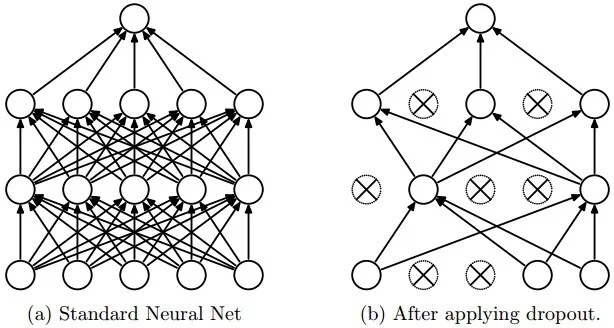 (a) Standard Neural Net
(b) After applying dropout.